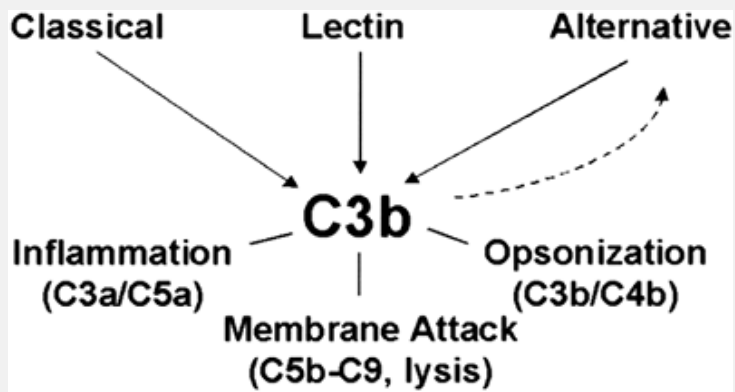 Classical Lectin Alternative
C3b
Inflammation
(C3a/C5a)
Opsonization
(C3b/C4b)
Membrane Attack
(C5b-C9, lysis)